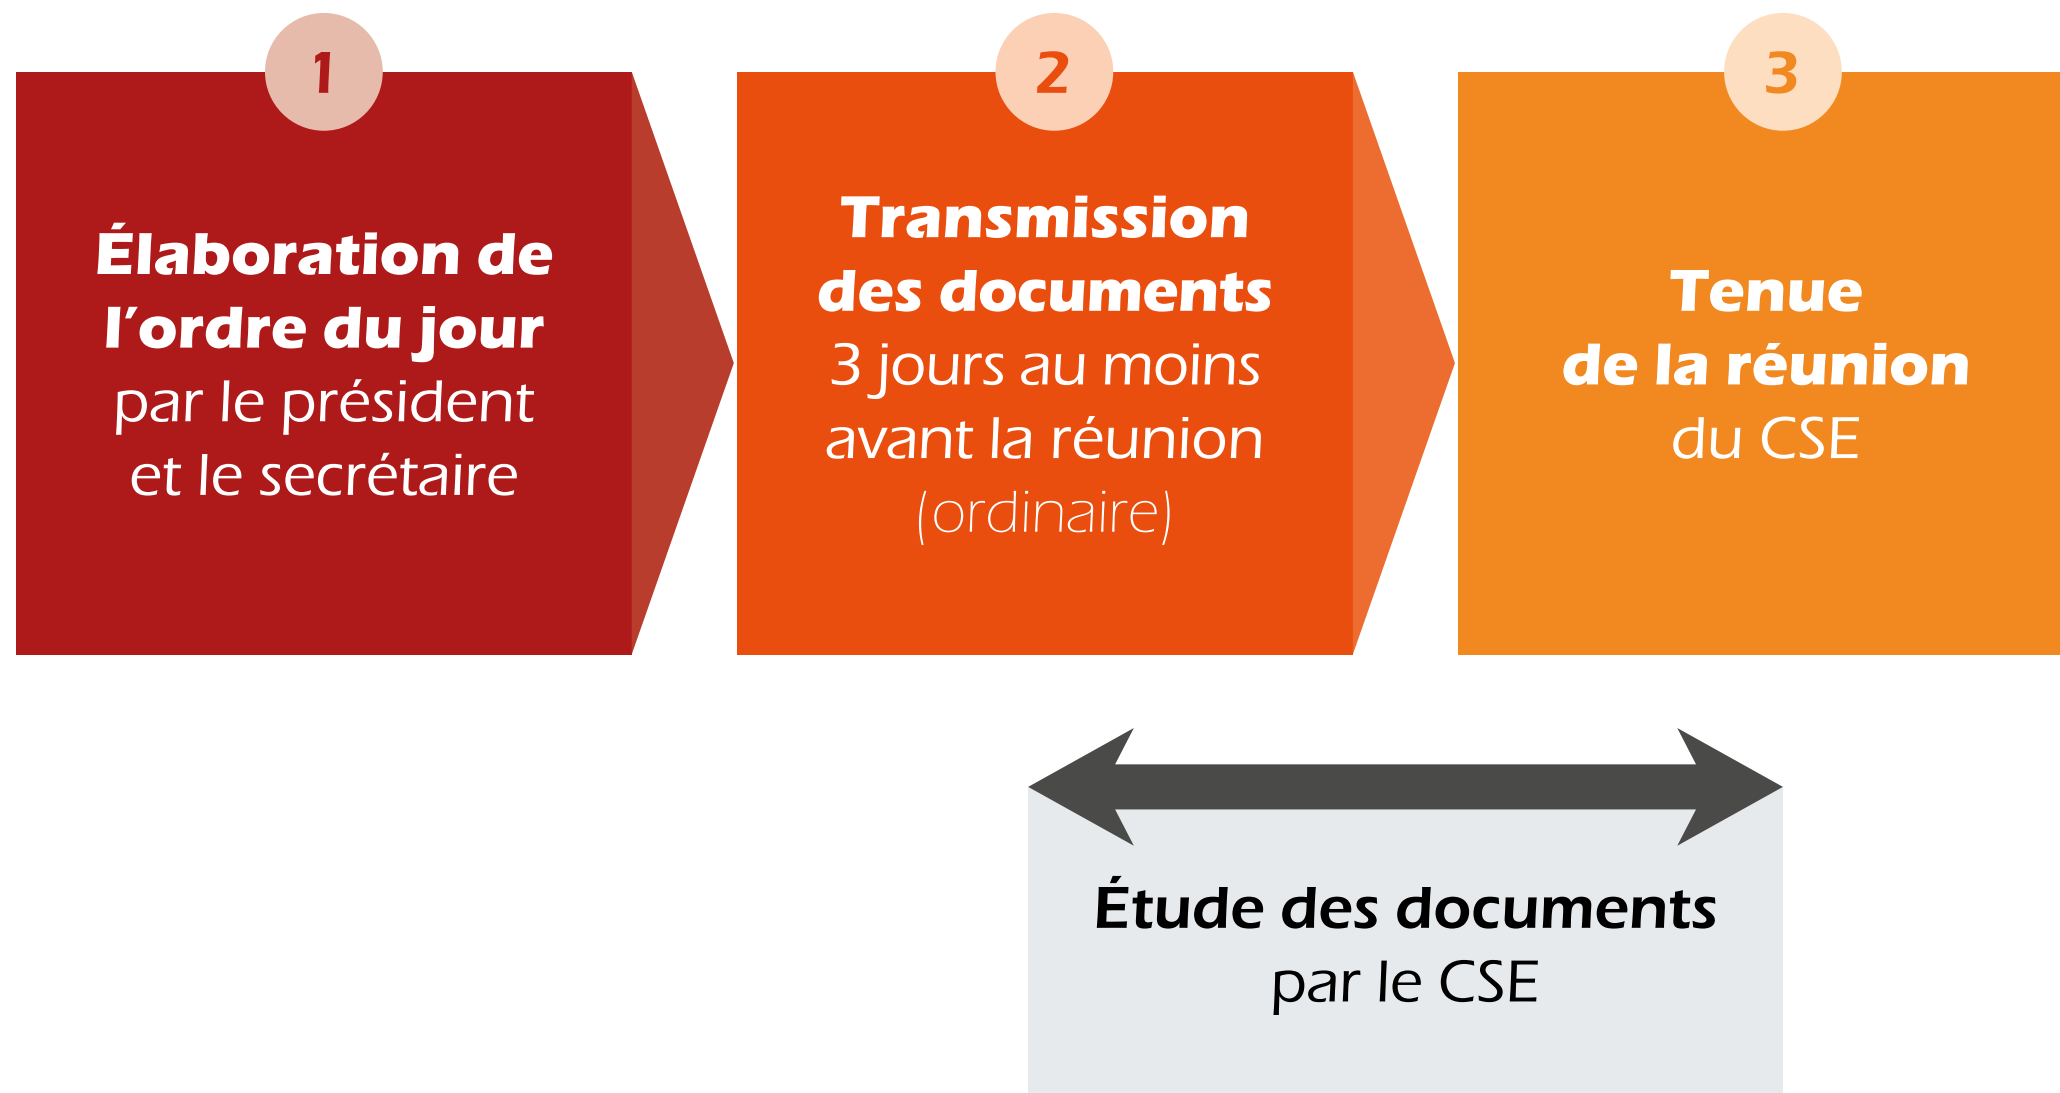 1
Élaboration de
l’ordre du jour
par le président
et le secrétaire
2
Transmission
des documents
3 jours au moins
avant la réunion
(ordinaire)
3
Tenue
de la réunion
du CSE
Étude des documents
par le CSE